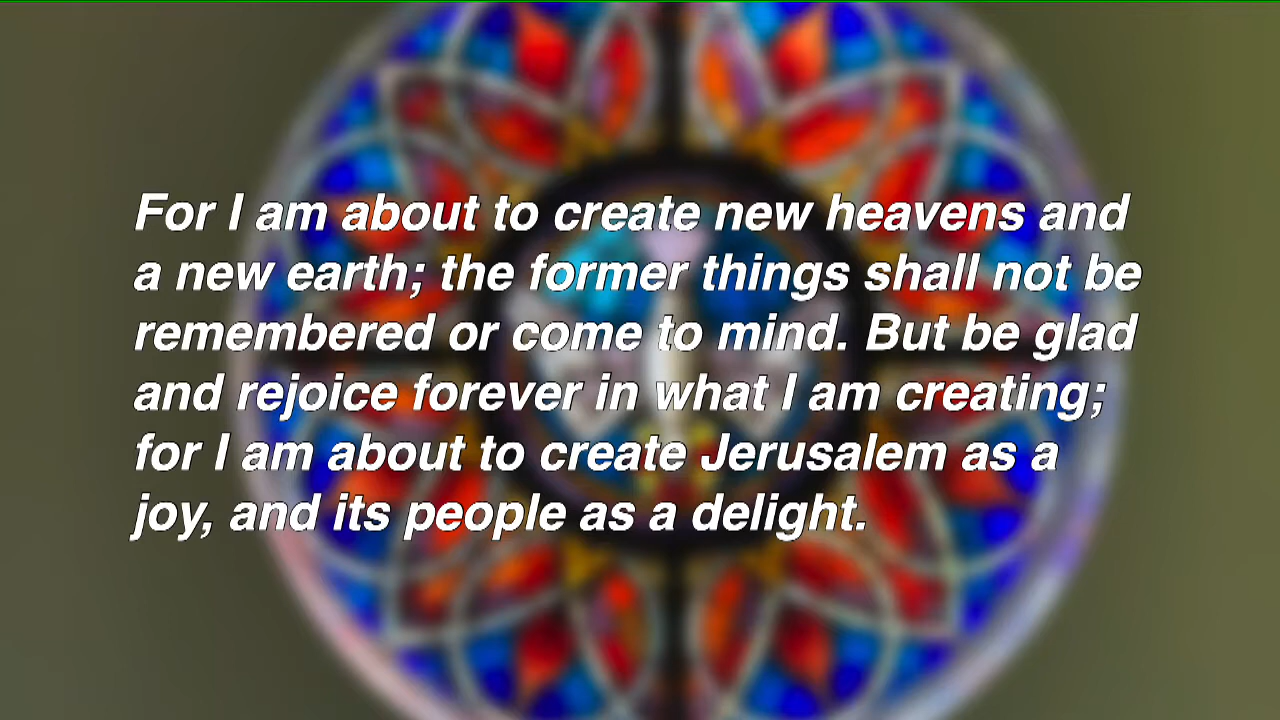 For I am about to create new heavens and
a new earth; the former things shall not be
remembered or come to mind. But be glad
and rejoice forever in what I am creating;
for I am about to create Jerusalem as a
joy, and its people as a delight.